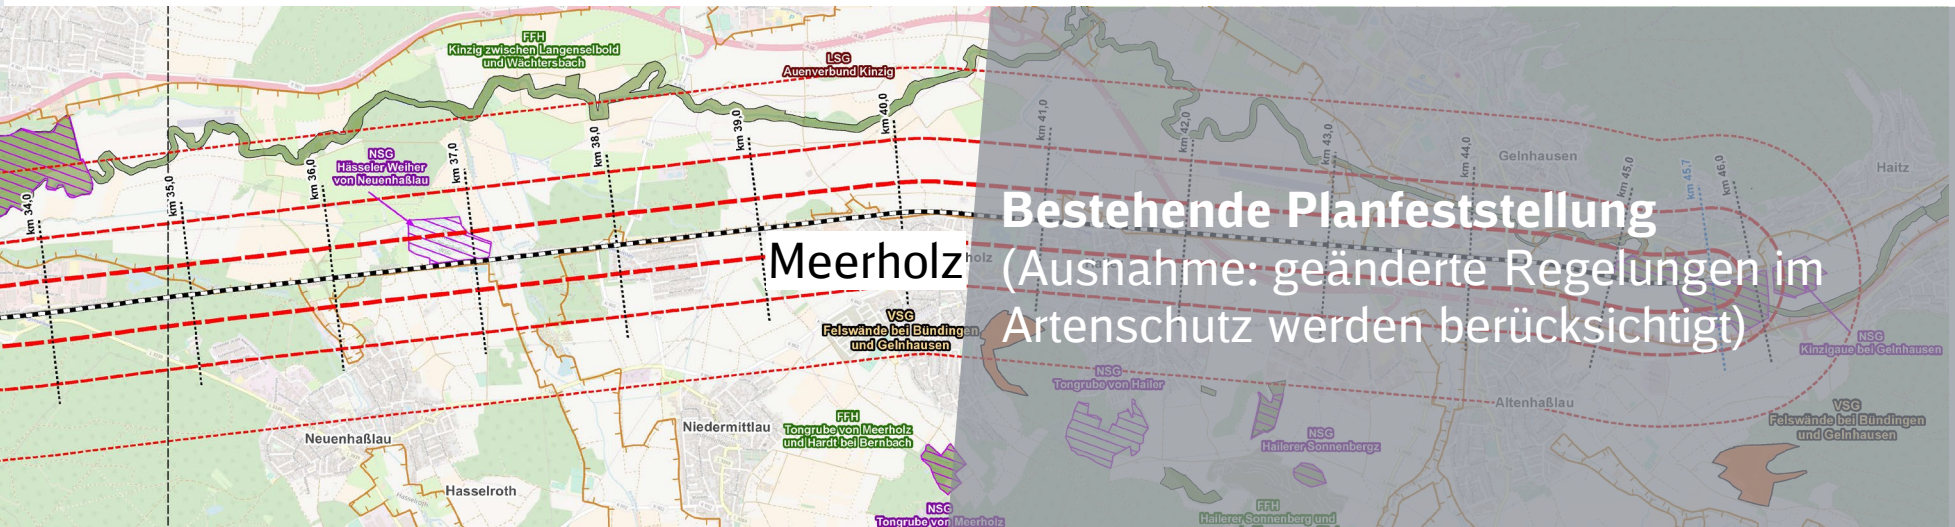 FFH
Kinzig zwischen Langenselbold
und Wächtersbach
LSG
Auenverbund Kinzig
NSG
Hässeler Weiher
von Neuenhaßlau
km 34,0
km 35,0
km 36,0
km 37,0
km 38,0
km 39,0
km 40,0
km 41,0
km 42,0
km 43,0
km 44,0
km 45,0
km 45,7
km 46,0
Gelnhausen
Haitz
Meerholz
holz
Bestehende Planfeststellung
(Ausnahme: geänderte Regelungen im
Artenschutz werden berücksichtigt)
VSG
Felswände bei Bündingen
und Gelnhausen
NSG
Kinzigaue bei Gelnhausen
NSG
Tongrube von Hailer
Altenhaßlau
VSG
Felswände bei Bündingen
und Gelnhausen
Neuenhaßlau
Niedermittlau
FFH
Tongrube von Meerholz
und Hardt bei Bernbach
NSG
Hailerer Sonnenbergz
Hasselroth
Hasselroth
NSG
Tongrube von Meerholz
FFH
Hailerer Sonnenberg und